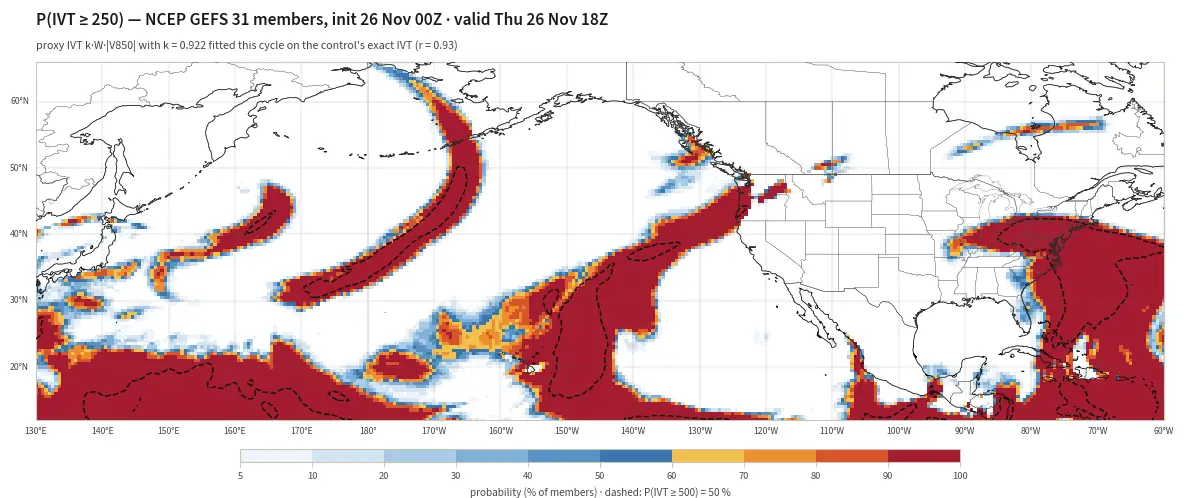 P(IVT ≥ 250) — NCEP GEFS 31 members, init 26 Nov 00Z · valid Thu 26 Nov 18Z
proxy IVT k·W·|V850| with k = 0.922 fitted this cycle on the control's exact IVT (r = 0.93)
60°N
50°N
40°N
30°N
20°N
130°E 140°E 150°E 160°E 170°E 180° 170°W 160°W 150°W 140°W 130°W 120°W 110°W 100°W 90°W 80°W 70°W 60°W
5 10 20 30 40 50 60 70 80 90 100
probability (% of members) · dashed: P(IVT ≥ 500) = 50 %